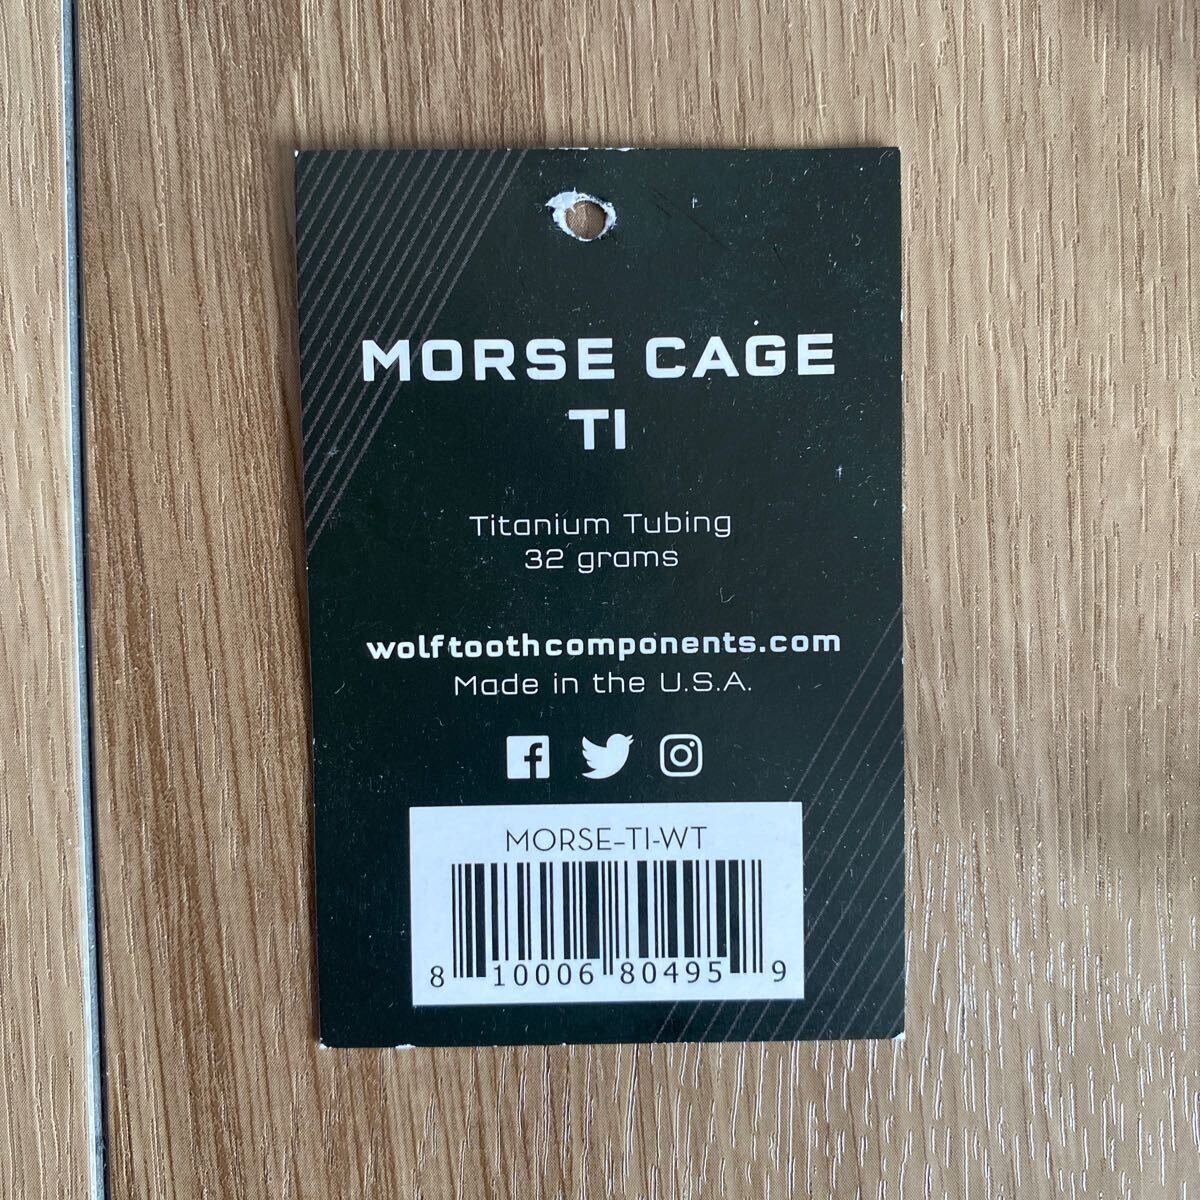 MORSE CAGE
TI
Titanium Tubing
32 grams
wolftoothcomponents.com
Made in the U.S.A.
MORSE-TI-WT
8 10006 80495 9